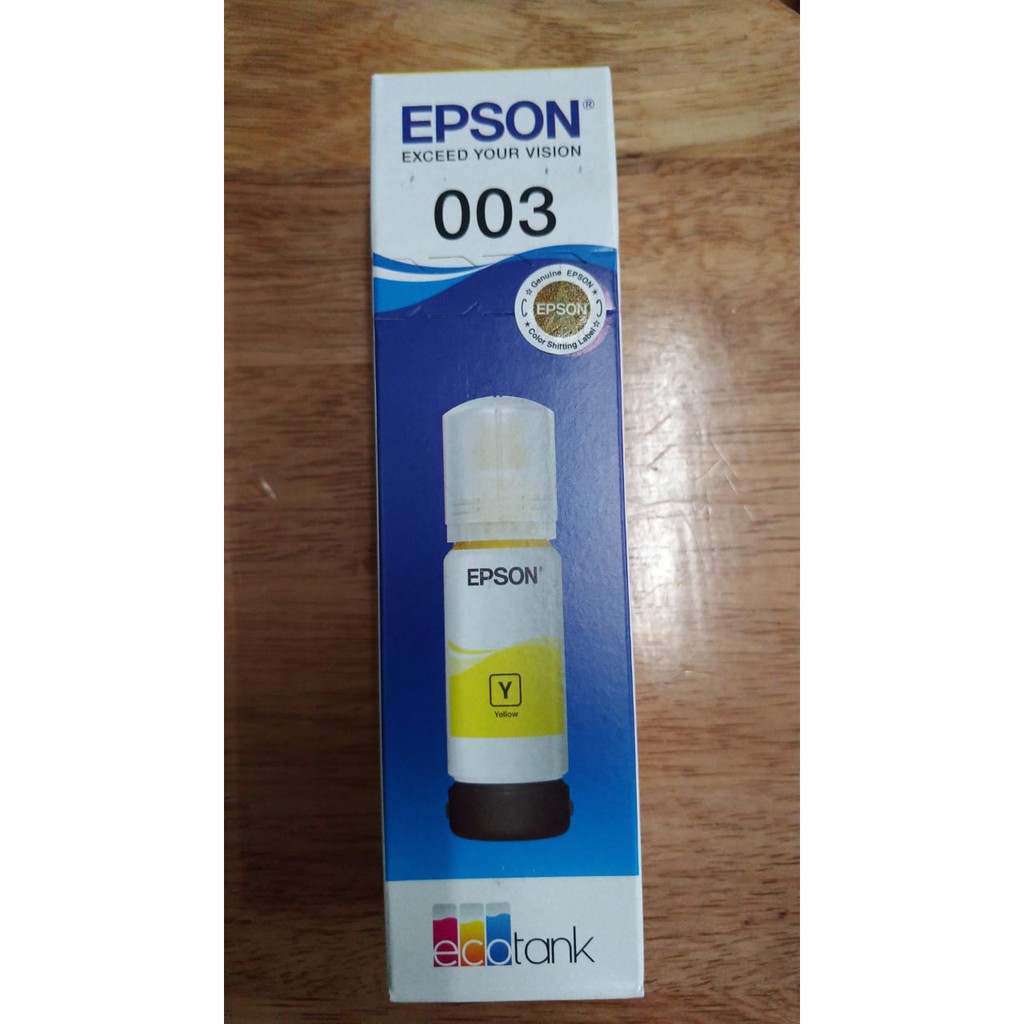 EPSON®
EXCEED YOUR VISION
003
☆ Genuine EPSON ★
EPSON
★ Color Shifting Label ☆
EPSON®
Y
Yellow
ecotank